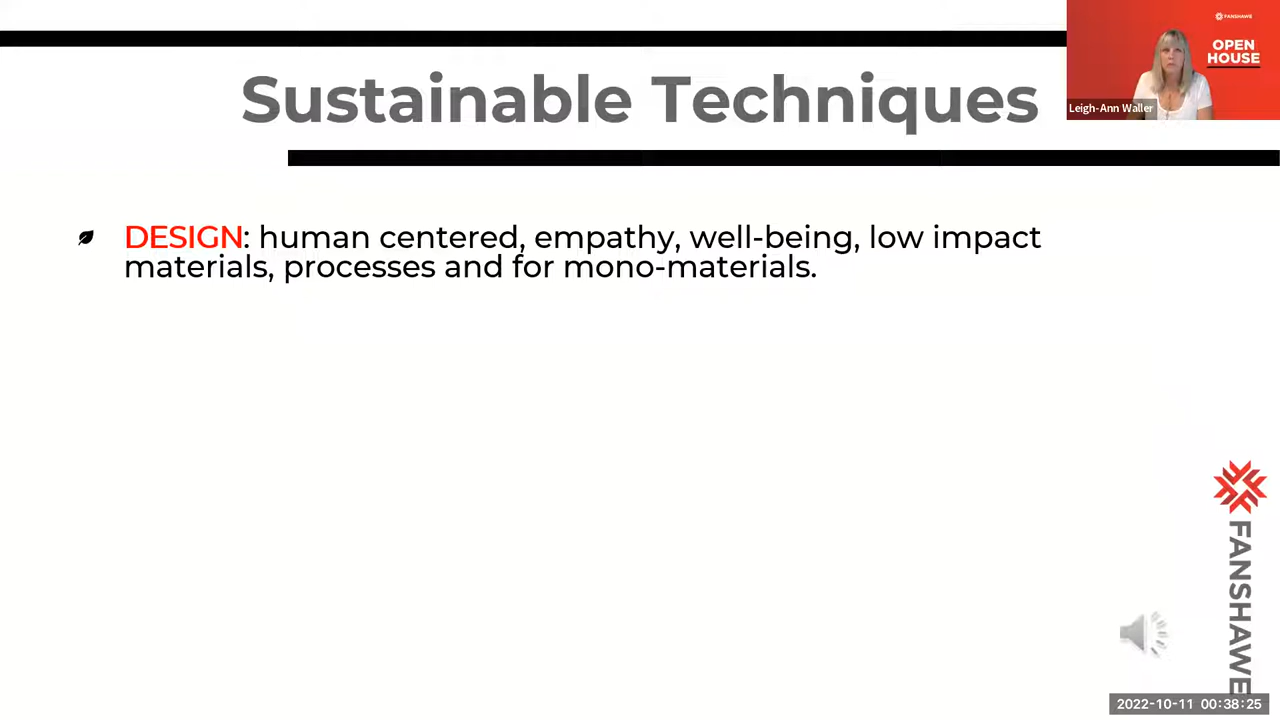 Sustainable Techniques
FANSHAWE
OPEN
HOUSE
Leigh-Ann Waller
DESIGN: human centered, empathy, well-being, low impact
materials, processes and for mono-materials.
FANSHAWE
2022-10-11 00:38:25